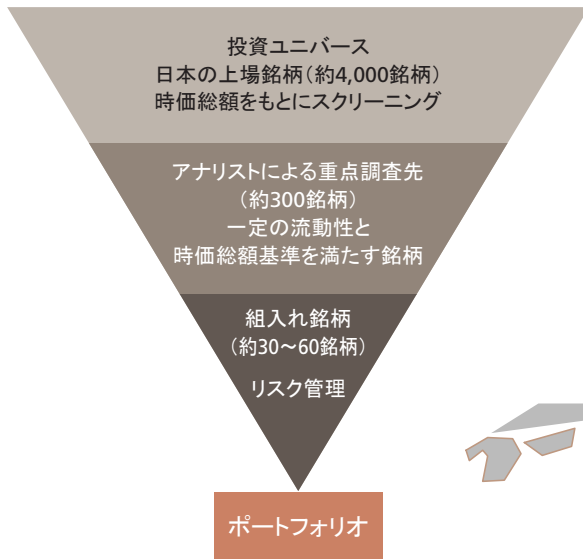 投資ユニバース
日本の上場銘柄（約4,000銘柄）
時価総額をもとにスクリーニング
アナリストによる重点調査先
（約300銘柄）
一定の流動性と
時価総額基準を満たす銘柄
組入れ銘柄
（約30～60銘柄）
リスク管理
ポートフォリオ